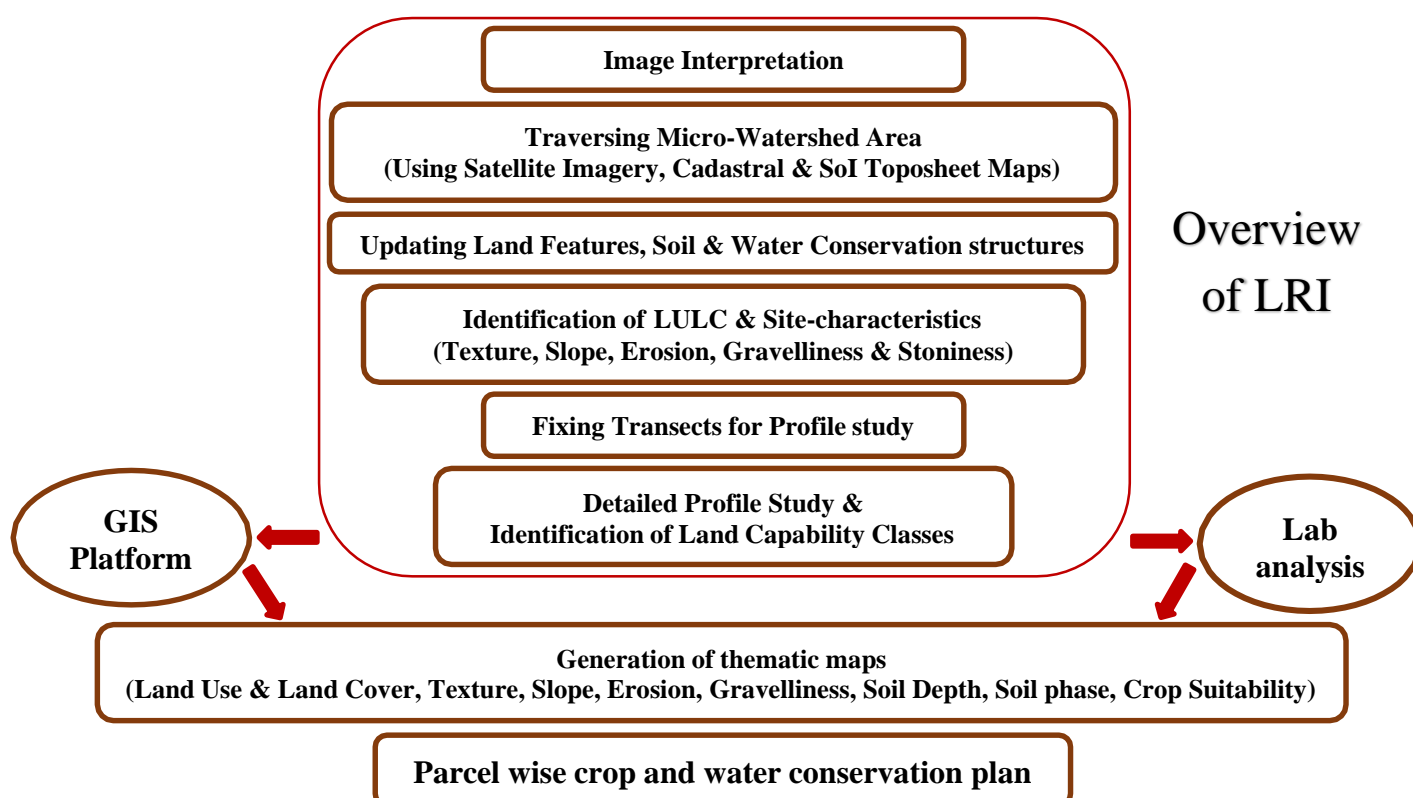 Image Interpretation
Traversing Micro-Watershed Area
(Using Satellite Imagery, Cadastral & SoI Toposheet Maps)
Overview
of LRI
Updating Land Features, Soil & Water Conservation structures
Identification of LULC & Site-characteristics
(Texture, Slope, Erosion, Gravelliness & Stoniness)
Fixing Transects for Profile study
Detailed Profile Study &
Identification of Land Capability Classes
GIS
Platform
Lab
analysis
Generation of thematic maps
(Land Use & Land Cover, Texture, Slope, Erosion, Gravelliness, Soil Depth, Soil phase, Crop Suitability)
Parcel wise crop and water conservation plan